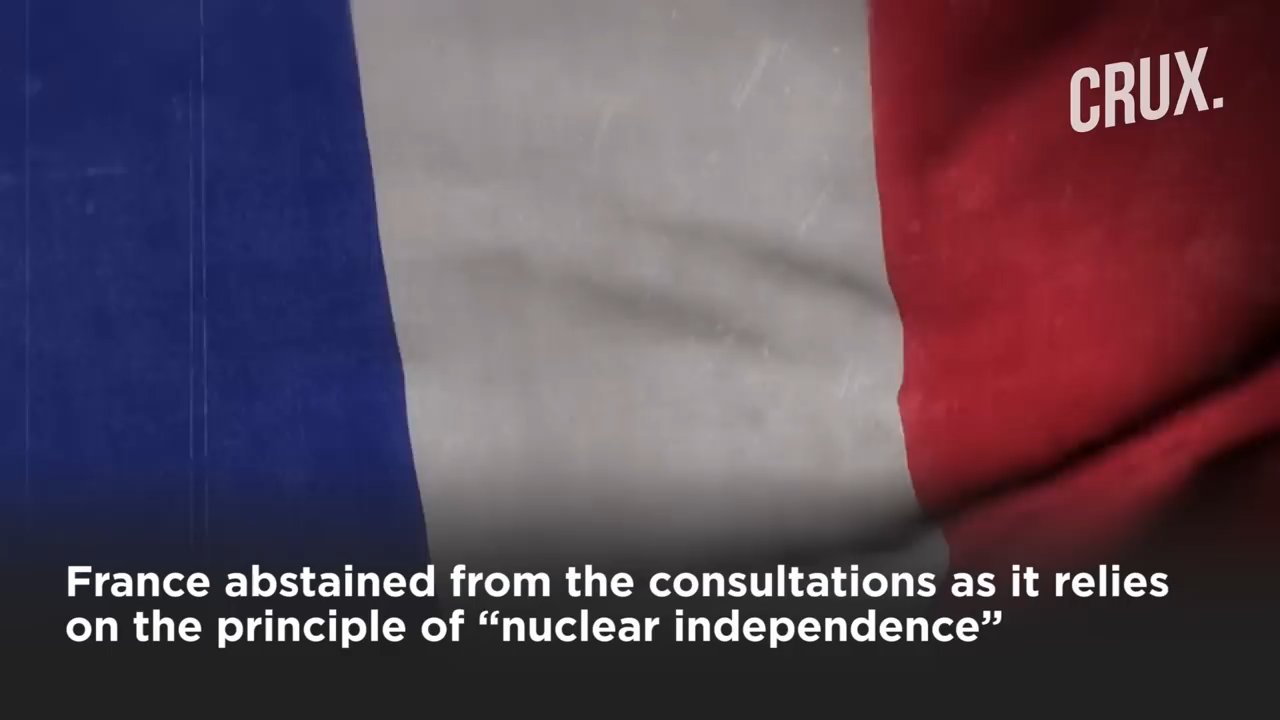 CRUX.
France abstained from the consultations as it relies
on the principle of “nuclear independence”